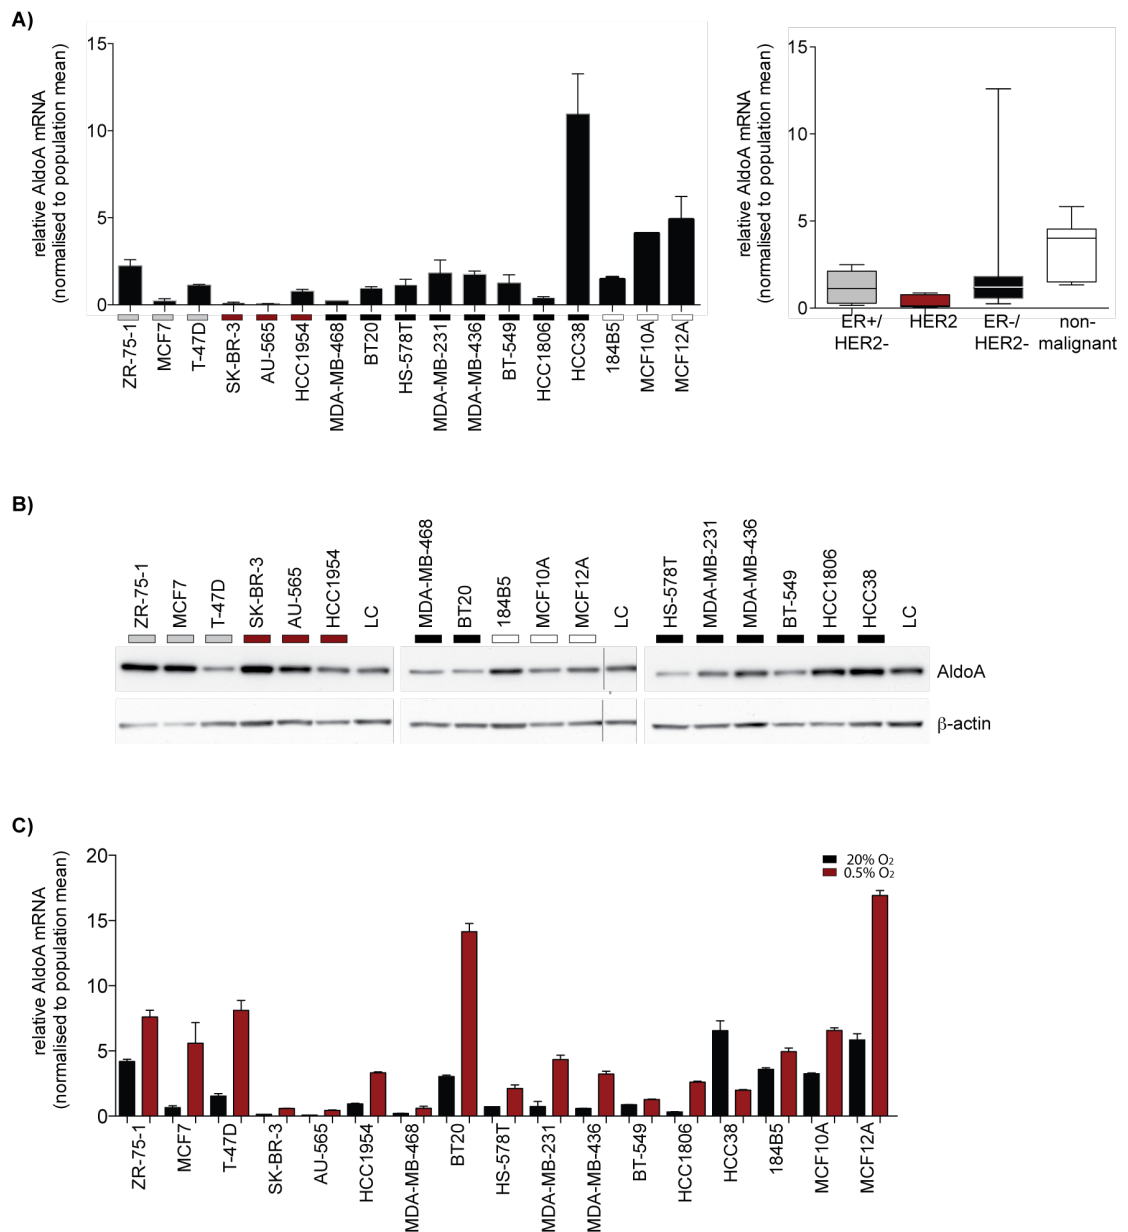 A)
relative AldoA mRNA
(normalised to population mean)
15
10
5
0
ZR-75-1
MCF7
T-47D
SK-BR-3
AU-565
HCC1954
MDA-MB-468
BT20
HS-578T
MDA-MB-231
MDA-MB-436
BT-549
HCC1806
HCC38
184B5
MCF10A
MCF12A
relative AldoA mRNA
(normalised to population mean)
15
10
5
0
ER+/
HER2-
HER2
ER-/
HER2-
non-
malignant
B)
ZR-75-1
MCF7
T-47D
SK-BR-3
AU-565
HCC1954
LC
MDA-MB-468
BT20
184B5
MCF10A
MCF12A
LC
HS-578T
MDA-MB-231
MDA-MB-436
BT-549
HCC1806
HCC38
LC
AldoA
β-actin
C)
relative AldoA mRNA
(normalised to population mean)
20
15
10
5
0
20% O₂
0.5% O₂
ZR-75-1
MCF7
T-47D
SK-BR-3
AU-565
HCC1954
MDA-MB-468
BT20
HS-578T
MDA-MB-231
MDA-MB-436
BT-549
HCC1806
HCC38
184B5
MCF10A
MCF12A